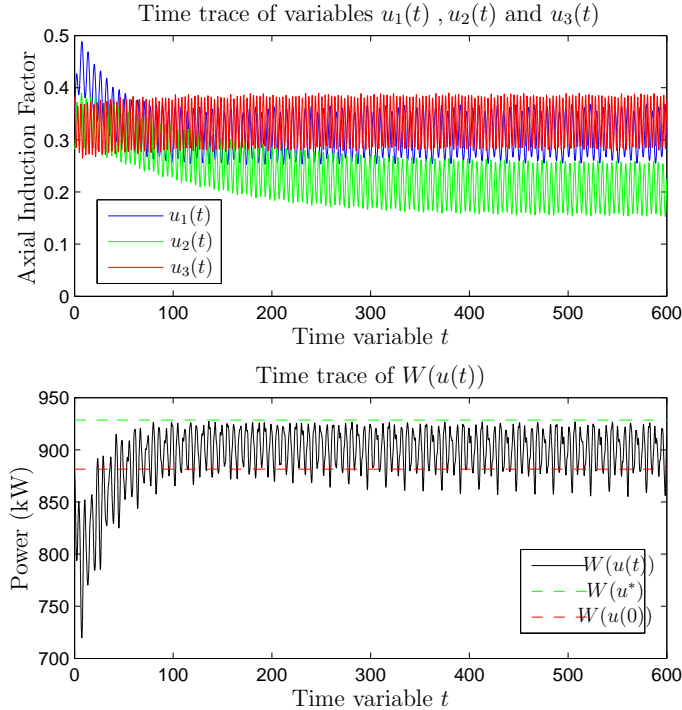 Time trace of variables u₁(t) , u₂(t) and u₃(t)
Axial Induction Factor
0.5
0.4
0.3
0.2
0.1
0
u₁(t)
u₂(t)
u₃(t)
0 100 200 300 400 500 600
Time variable t
Time trace of W(u(t))
Power (kW)
950
900
850
800
750
700
W(u(t))
W(u*)
W(u(0))
0 100 200 300 400 500 600
Time variable t